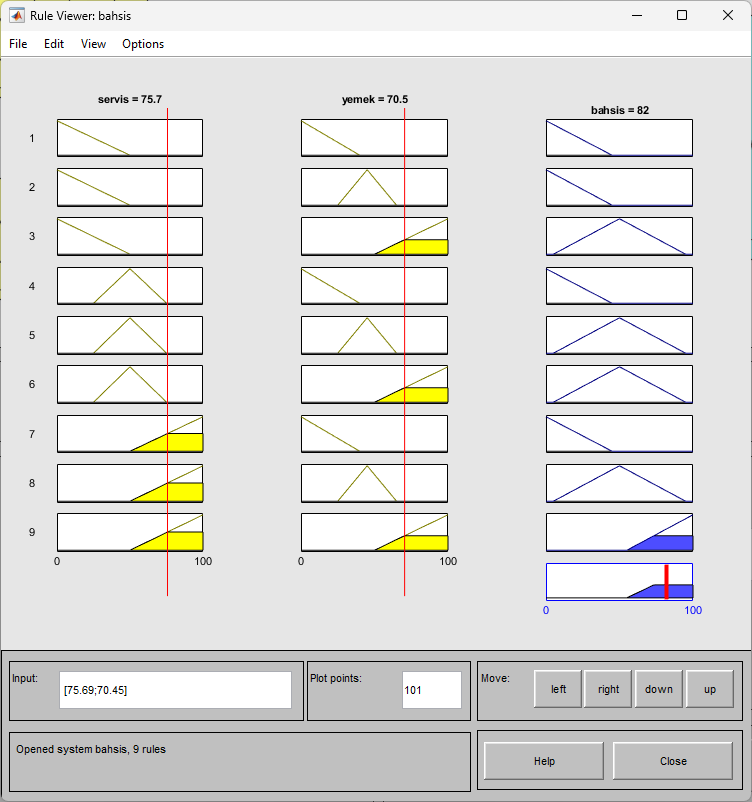 Rule Viewer: bahsis
File Edit View Options
servis = 75.7
yemek = 70.5
bahsis = 82
1
2
3
4
5
6
7
8
9
0 100
0 100
0 100
Input:
[75.69;70.45]
Plot points:
101
Move:
left
right
down
up
Opened system bahsis, 9 rules
Help
Close